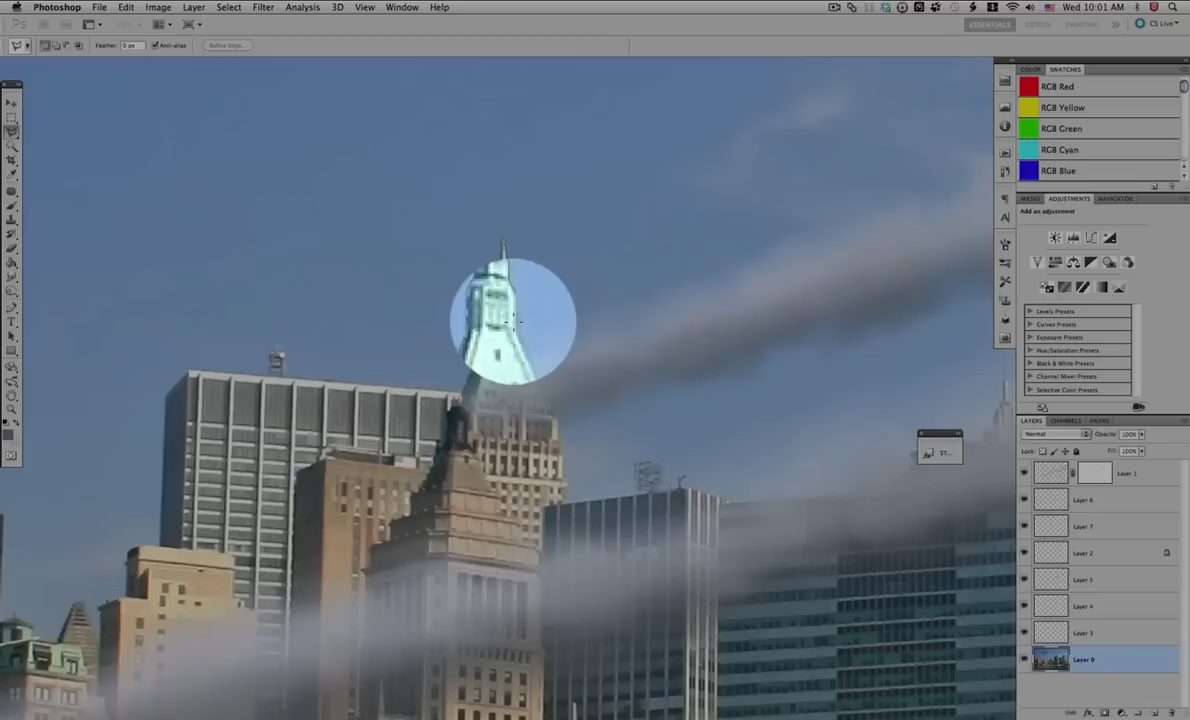 Photoshop File Edit Image Layer Select Filter Analysis 3D View Window Help
Wed 10:01 AM
ESSENTIALS DESIGN PAINTING CS Live
Feather: 0 px Anti-alias Refine Edge...
COLOR SWATCHES
RGB Red
RGB Yellow
RGB Green
RGB Cyan
RGB Blue
MASKS ADJUSTMENTS NAVIGATOR
Add an adjustment
Levels Presets
Curves Presets
Exposure Presets
Hue/Saturation Presets
Black & White Presets
Channel Mixer Presets
Selective Color Presets
LAYERS CHANNELS PATHS
Normal Opacity: 100%
Lock: Fill: 100%
ST...
Layer 1
Layer 6
Layer 7
Layer 2
Layer 5
Layer 4
Layer 3
Layer 0